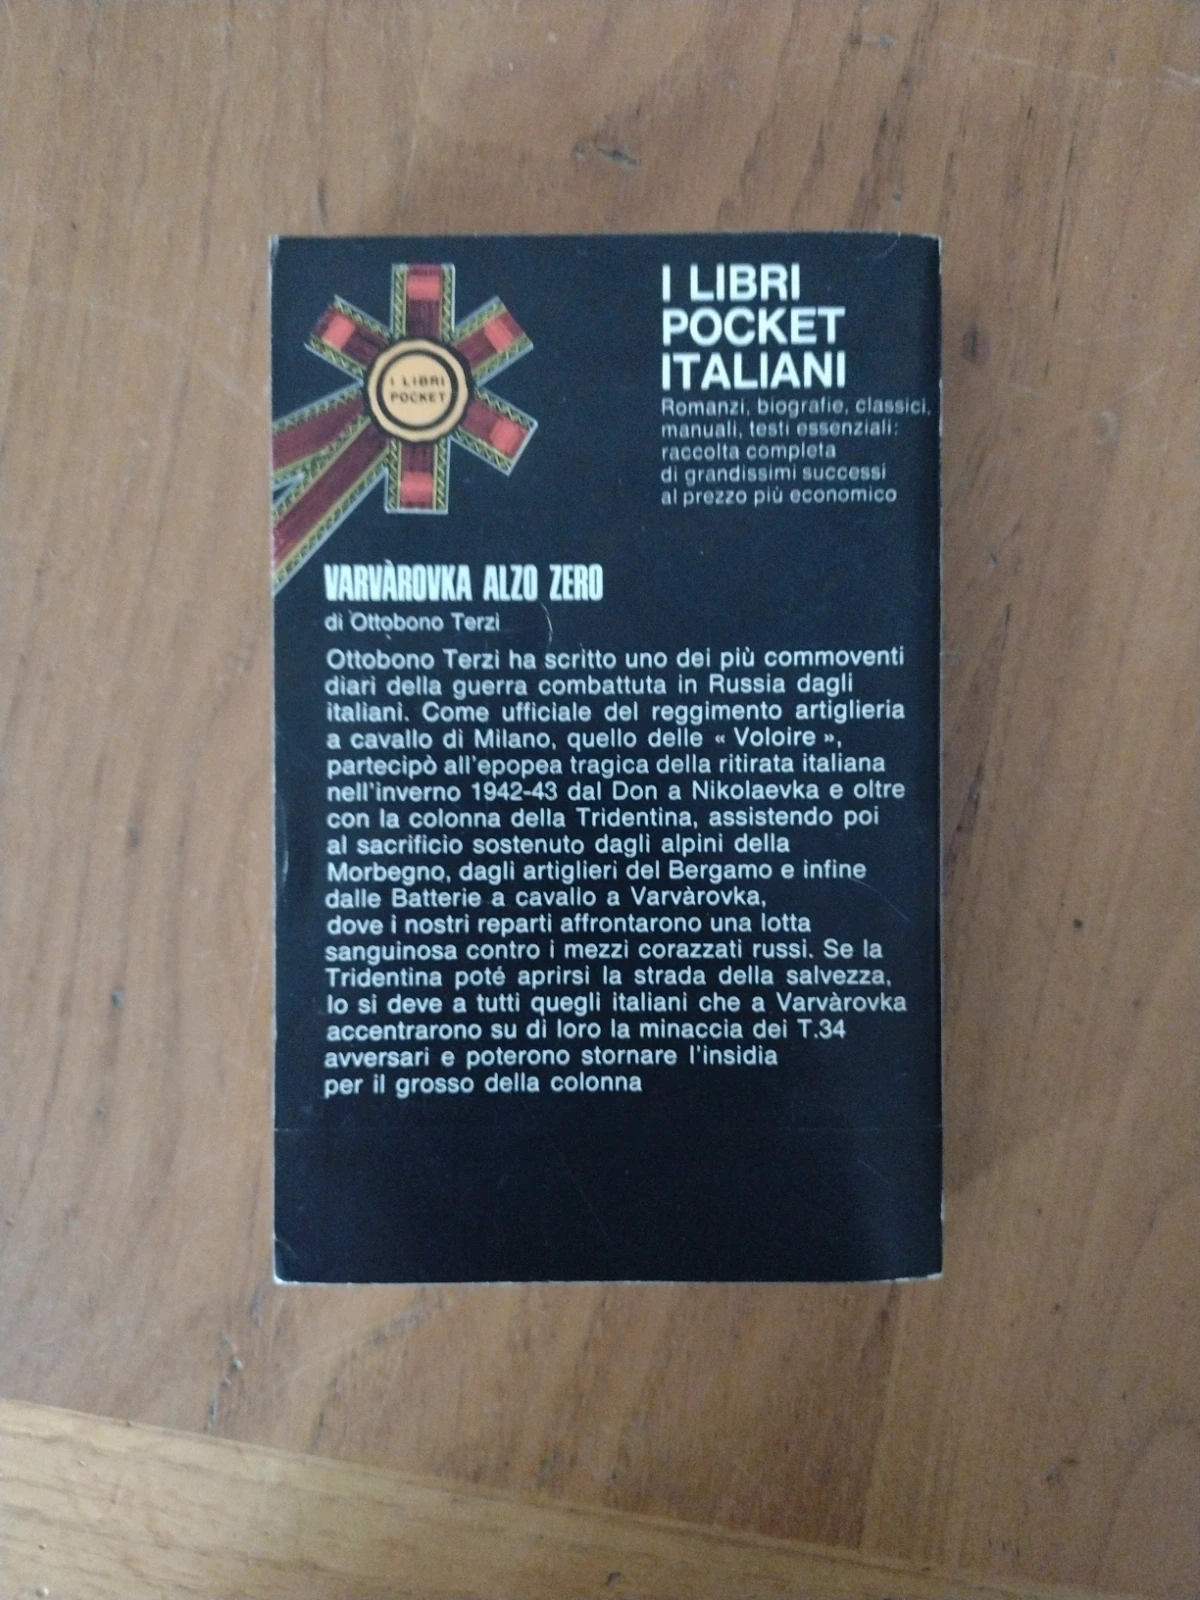 I LIBRI
POCKET
I LIBRI
POCKET
ITALIANI
Romanzi, biografie, classici,
manuali, testi essenziali:
raccolta completa
di grandissimi successi
al prezzo più economico
VARVÀROVKA ALZO ZERO
di Ottobono Terzi
Ottobono Terzi ha scritto uno dei più commoventi
diari della guerra combattuta in Russia dagli
italiani. Come ufficiale del reggimento artiglieria
a cavallo di Milano, quello delle « Voloire »,
partecipò all'epopea tragica della ritirata italiana
nell'inverno 1942-43 dal Don a Nikolaevka e oltre
con la colonna della Tridentina, assistendo poi
al sacrificio sostenuto dagli alpini della
Morbegno, dagli artiglieri del Bergamo e infine
dalle Batterie a cavallo a Varvàrovka,
dove i nostri reparti affrontarono una lotta
sanguinosa contro i mezzi corazzati russi. Se la
Tridentina poté aprirsi la strada della salvezza,
lo si deve a tutti quegli italiani che a Varvàrovka
accentrarono su di loro la minaccia dei T.34
avversari e poterono stornare l'insidia
per il grosso della colonna